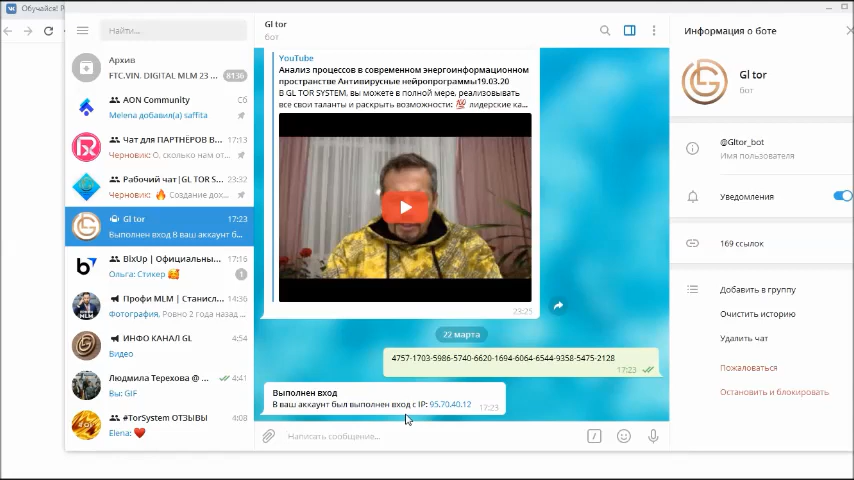 Обучайся! Р
Найти...
Архив
FTC.VIN. DIGITAL MLM 23 ...
8136
AON Community
Сб
Melena добавил(а) saffita
Чат для ПАРТНЁРОВ В...
17:13
Черновик: О, сколько нам от...
Рабочий чат|GL TOR S...
23:32
Черновик: 🔥 Создание дох...
Gl tor
17:23
Выполнен вход В ваш аккаунт б...
BixUp | Официальны...
17:16
Ольга: Стикер 🥰
1
Профи MLM | Станисл...
14:36
Фотография, Ровно 2 года назад ...
ИНФО КАНАЛ GL
4:54
Видео
Людмила Терехова @ ...
4:41
Вы: GIF
#TorSystem ОТЗЫВЫ
4:08
Elena: ❤️
Gl tor
бот
YouTube
Анализ процессов в современном энергоинформационном
пространстве Антивирусные нейропрограммы19.03.20
В GL TOR SYSTEM, вы можете в полной мере, реализовывать
все свои таланты и раскрыть возможности: 💯 лидерские ка...
23:25
22 марта
4757-1703-5986-5740-6620-1694-6064-6544-9358-5475-2128
17:23
Выполнен вход
В ваш аккаунт был выполнен вход с IP: 95.70.40.12
17:23
Написать сообщение...
Информация о боте
Gl tor
бот
@Gltor_bot
Имя пользователя
Уведомления
169 ссылок
Добавить в группу
Очистить историю
Удалить чат
Пожаловаться
Остановить и блокировать